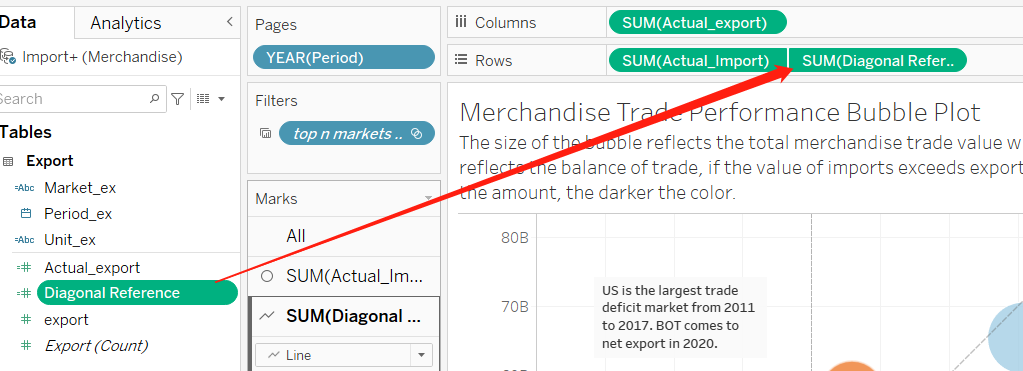 Data
Analytics
Import+ (Merchandise)
Search
Tables
Export
Abc Market_ex
Period_ex
Abc Unit_ex
Actual_export
Diagonal Reference
export
Export (Count)
Pages
YEAR(Period)
Filters
top n markets ..
Marks
All
SUM(Actual_Im...
SUM(Diagonal ...
Line
Columns
SUM(Actual_export)
Rows
SUM(Actual_Import) SUM(Diagonal Refer..
Merchandise Trade Performance Bubble Plot
The size of the bubble reflects the total merchandise trade value w
reflects the balance of trade, if the value of imports exceeds export
the amount, the darker the color.
80B
70B
US is the largest trade
deficit market from 2011
to 2017. BOT comes to
net export in 2020.